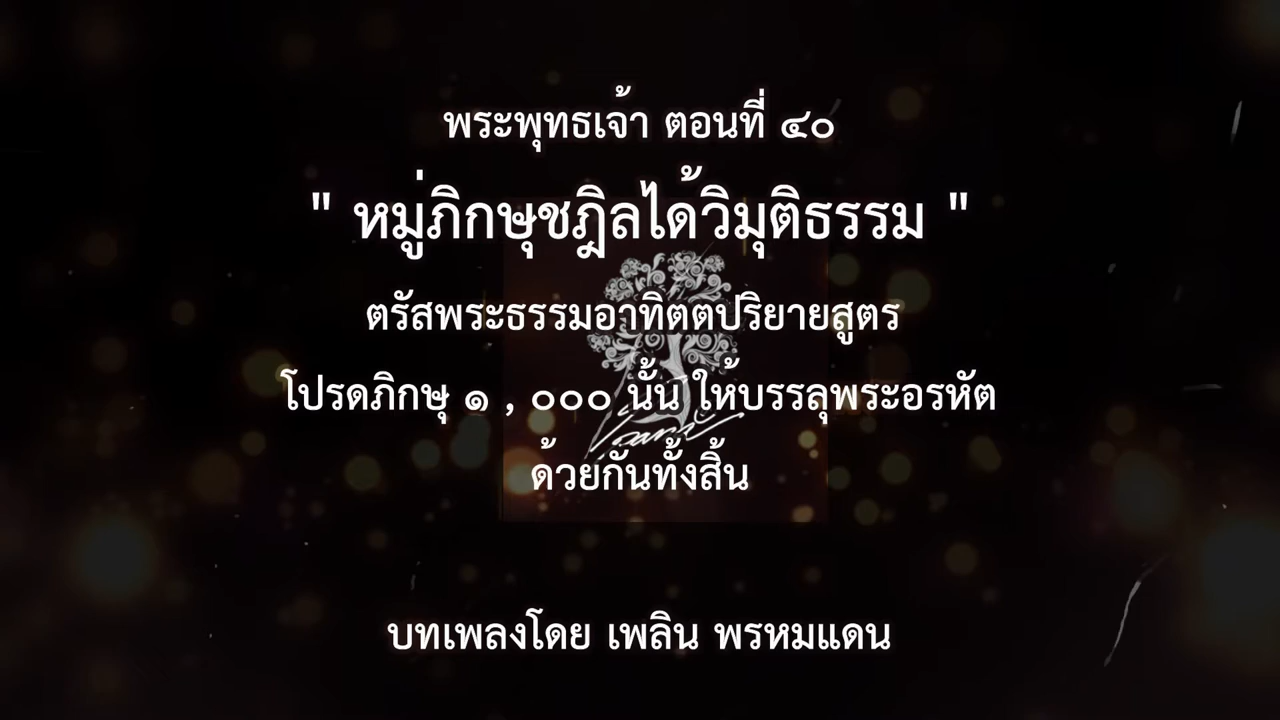 พระพุทธเจ้า ตอนที่ ๔๐
" หมู่ภิกษุชฎิลได้วิมุติธรรม "
ตรัสพระธรรมอาทิตตปริยายสูตร
โปรดภิกษุ ๑ , ๐๐๐ นั้น ให้บรรลุพระอรหัต
ด้วยกันทั้งสิ้น
บทเพลงโดย เพลิน พรหมแดน